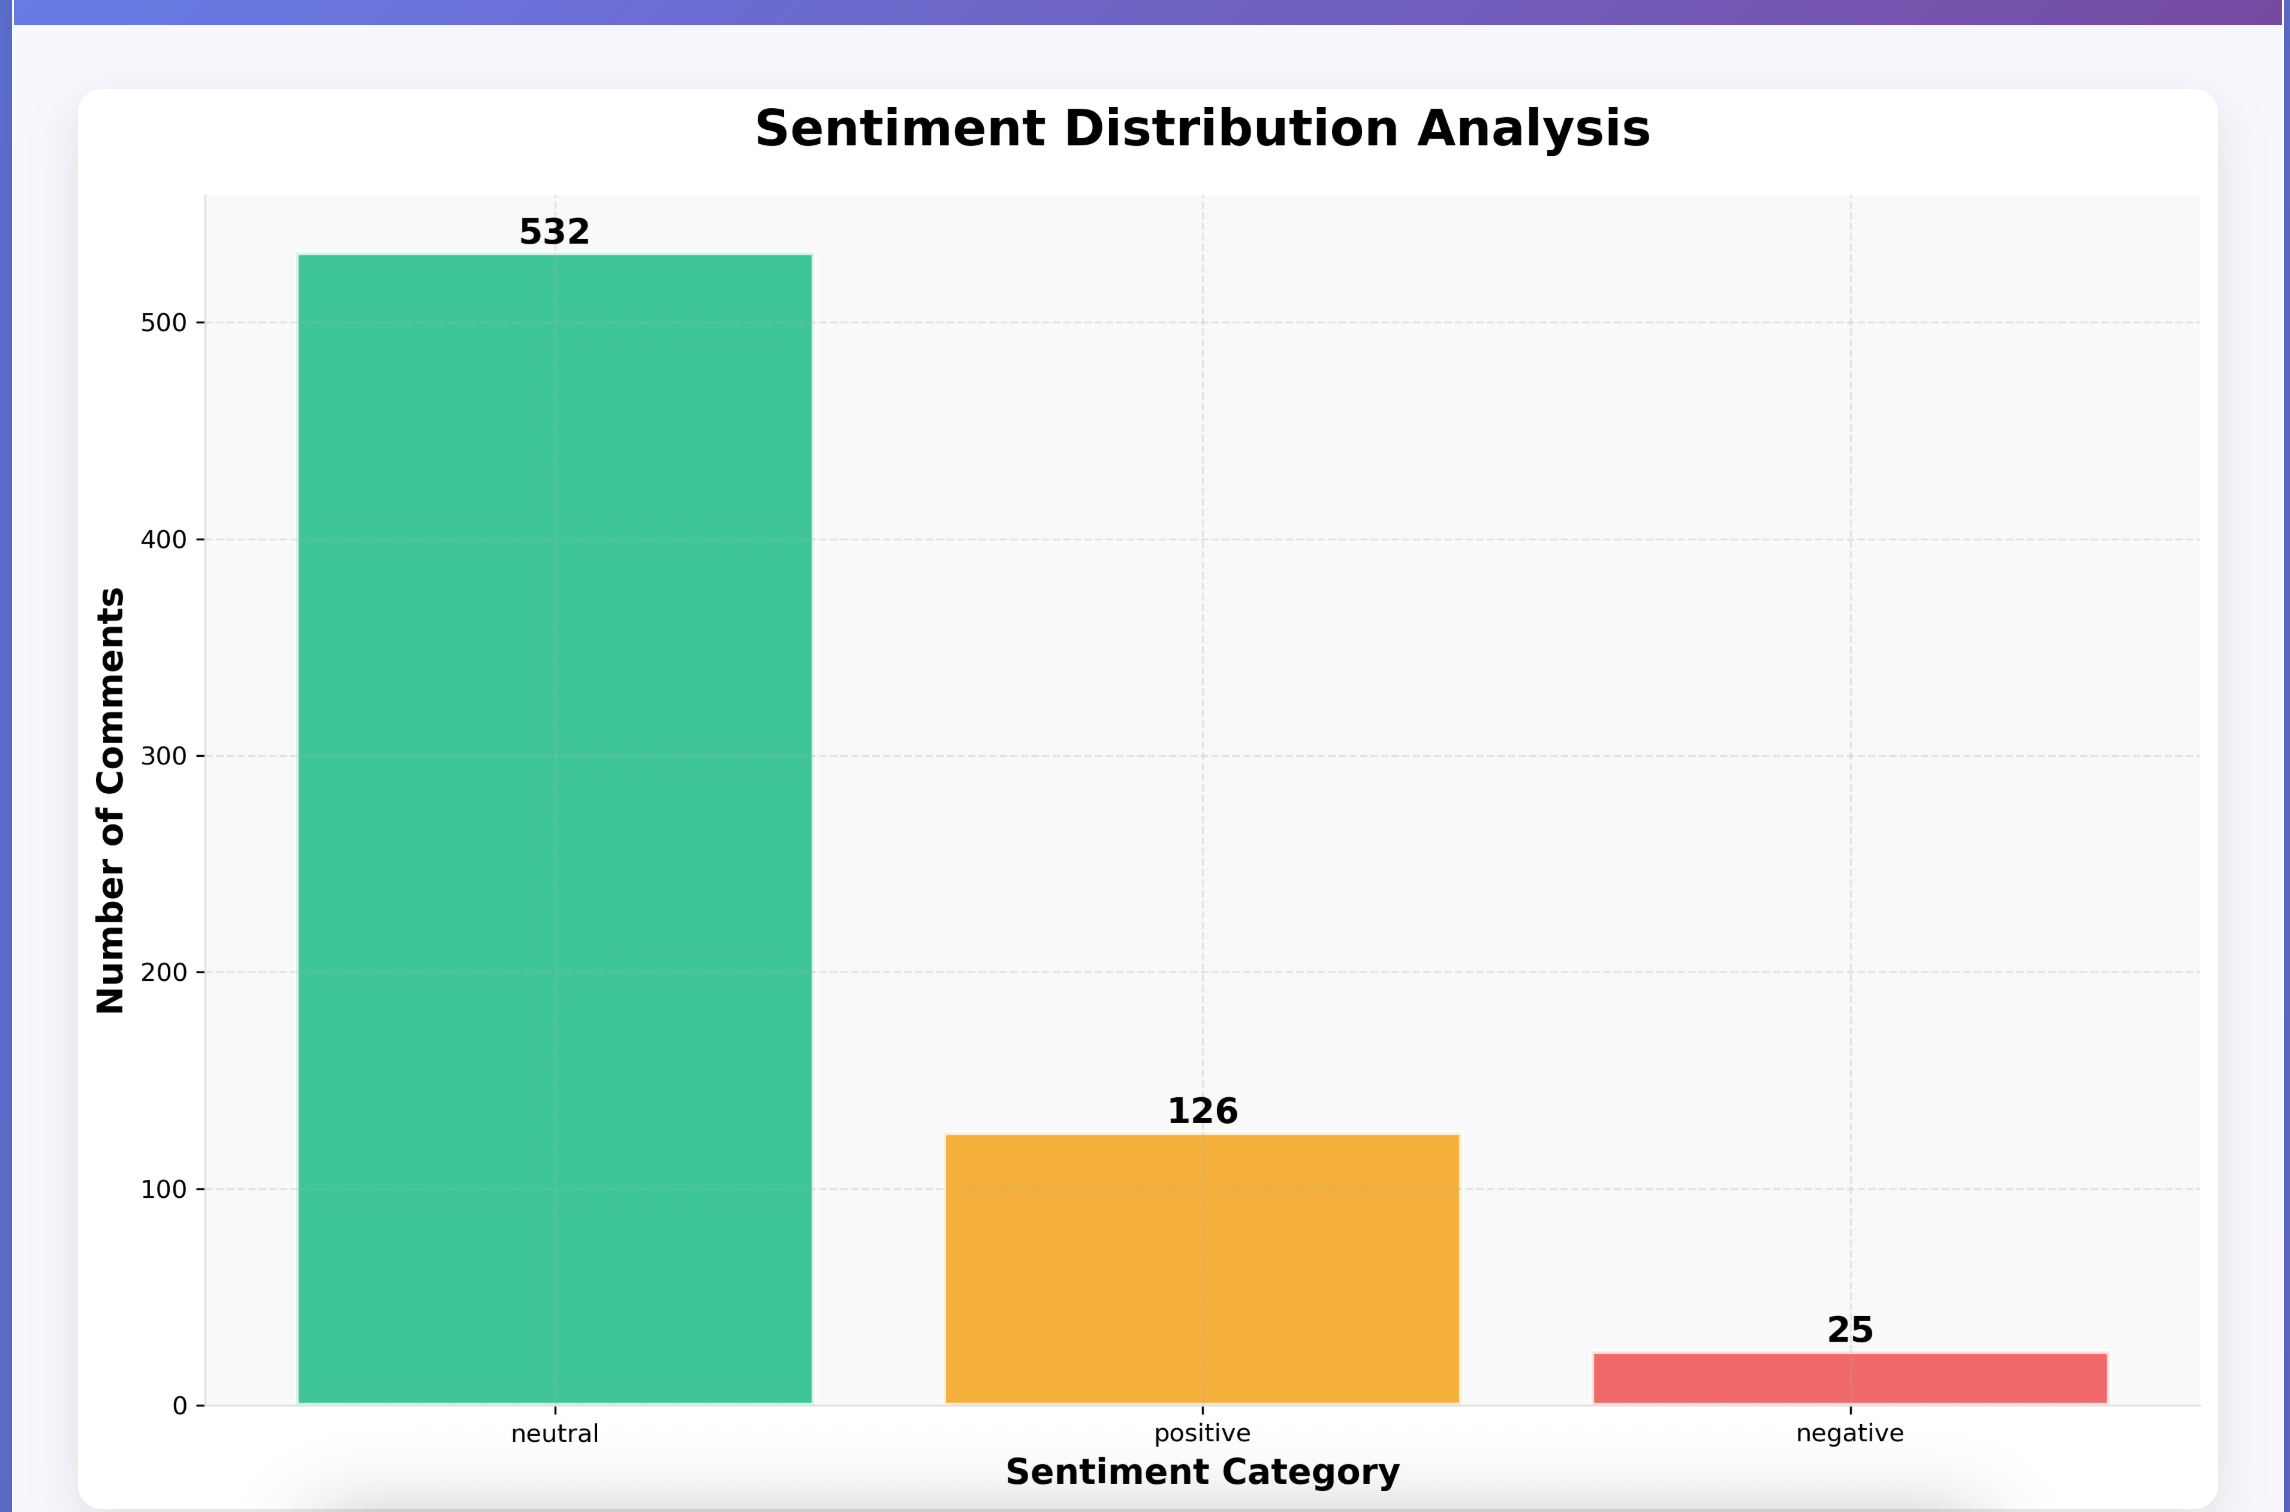 Sentiment Distribution Analysis
532
500
400
300
200
100
0
126
25
Number of Comments
neutral
positive
negative
Sentiment Category